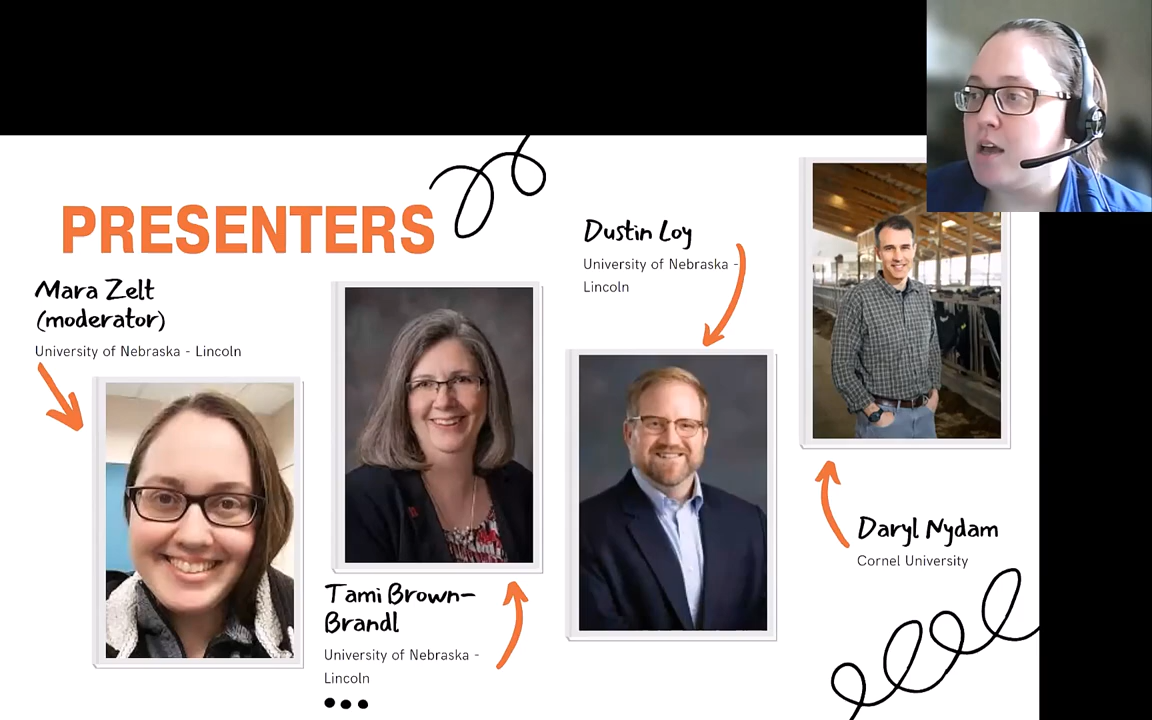 PRESENTERS
Mara Zelt
(moderator)
University of Nebraska - Lincoln
Tami Brown-
Brandl
University of Nebraska -
Lincoln
Dustin Loy
University of Nebraska -
Lincoln
Daryl Nydam
Cornel University